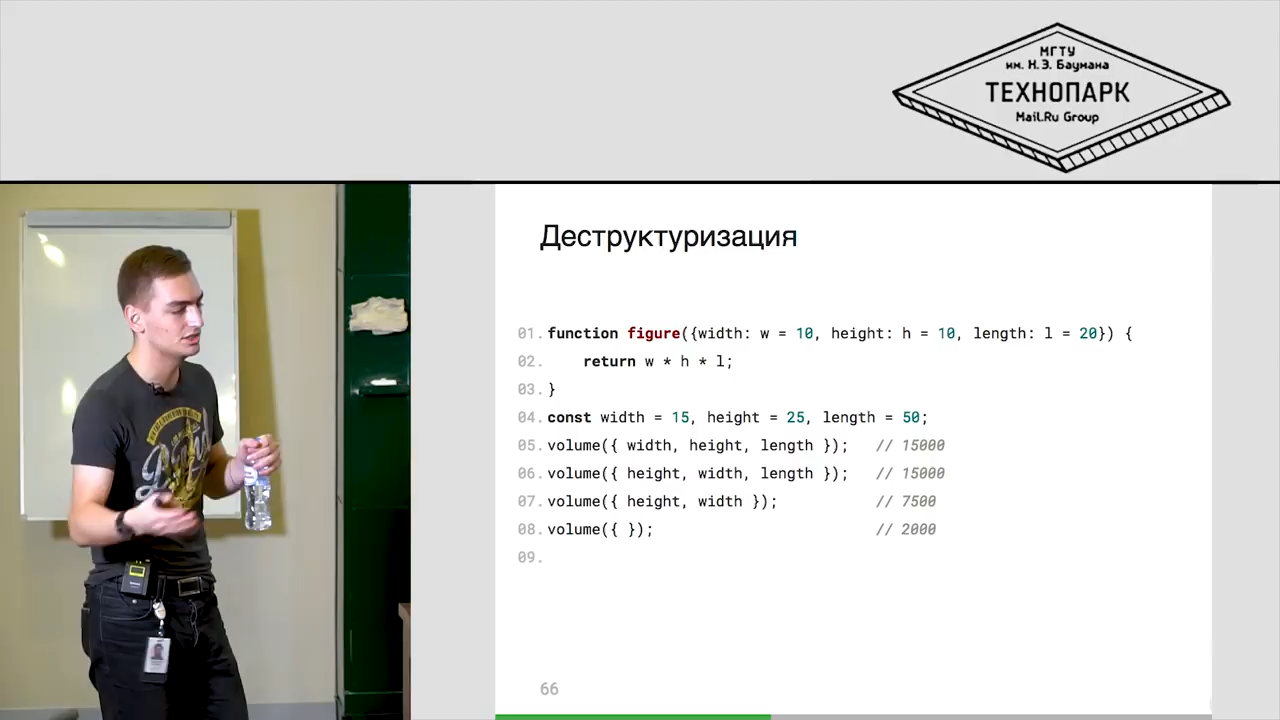 МГТУ
им. Н.Э. Баумана
ТЕХНОПАРК
Mail.Ru Group
Деструктуризация
01. function figure({width: w = 10, height: h = 10, length: l = 20}) {
02. return w * h * l;
03. }
04. const width = 15, height = 25, length = 50;
05. volume({ width, height, length }); // 15000
06. volume({ height, width, length }); // 15000
07. volume({ height, width }); // 7500
08. volume({ }); // 2000
09.
66